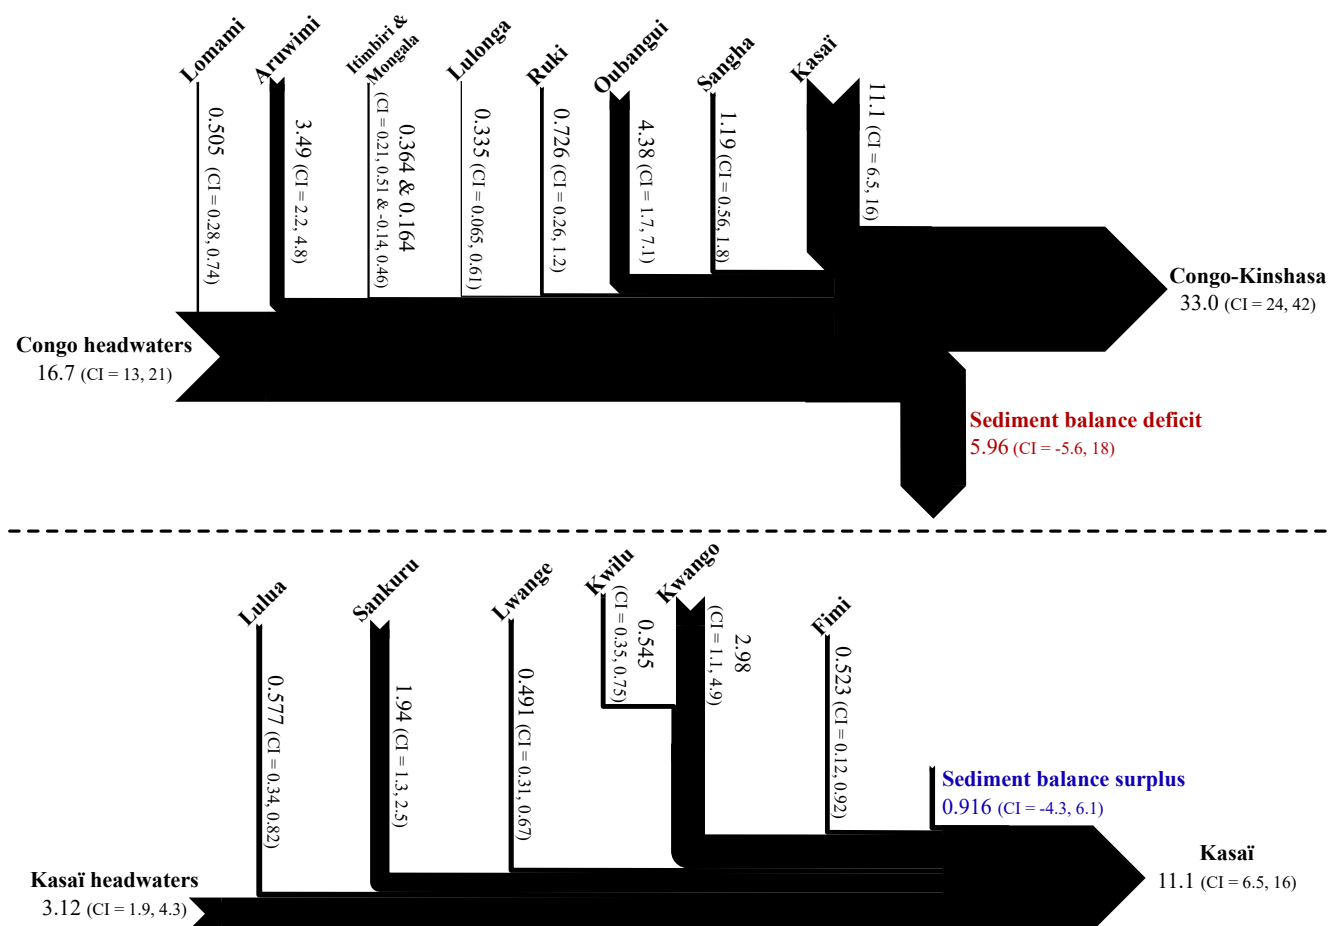 Lomami
0.505 (CI = 0.28, 0.74)
Aruwimi
3.49 (CI = 2.2, 4.8)
Itimbiri &
Mongala
0.364 & 0.164
(CI = 0.21, 0.51 & -0.14, 0.46)
Lulonga
0.335 (CI = 0.065, 0.61)
Ruki
0.726 (CI = 0.26, 1.2)
Oubangui
4.38 (CI = 1.7, 7.1)
Sangha
1.19 (CI = 0.56, 1.8)
Kasaï
11.1 (CI = 6.5, 16)
Congo headwaters
16.7 (CI = 13, 21)
Congo-Kinshasa
33.0 (CI = 24, 42)
Sediment balance deficit
5.96 (CI = -5.6, 18)
Lulua
0.577 (CI = 0.34, 0.82)
Sankuru
1.94 (CI = 1.3, 2.5)
Lwange
0.491 (CI = 0.31, 0.67)
Kwilu
0.545
(CI = 0.35, 0.75)
Kwango
2.98
(CI = 1.1, 4.9)
Fimi
0.523 (CI = 0.12, 0.92)
Sediment balance surplus
0.916 (CI = -4.3, 6.1)
Kasaï headwaters
3.12 (CI = 1.9, 4.3)
Kasaï
11.1 (CI = 6.5, 16)